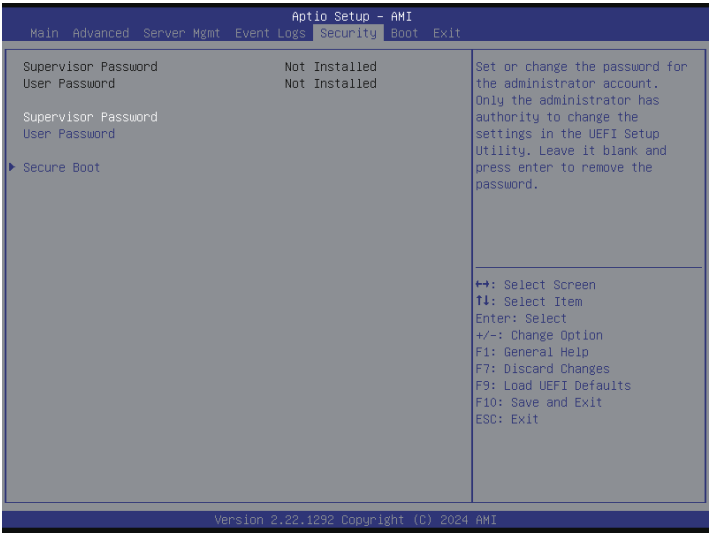 Aptio Setup – AMI
Main Advanced Server Mgmt Event Logs Security Boot Exit
Supervisor Password Not Installed
User Password Not Installed
Supervisor Password
User Password
Secure Boot
Set or change the password for
the administrator account.
Only the administrator has
authority to change the
settings in the UEFI Setup
Utility. Leave it blank and
press enter to remove the
password.
↔: Select Screen
↑↓: Select Item
Enter: Select
+/-: Change Option
F1: General Help
F7: Discard Changes
F9: Load UEFI Defaults
F10: Save and Exit
ESC: Exit
Version 2.22.1292 Copyright (C) 2024 AMI